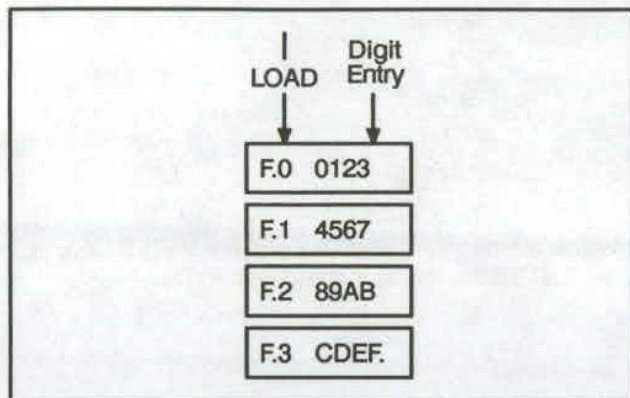 Digit
Entry
LOAD
F.0 0123
F.1 4567
F.2 89AB
F.3 CDEF.